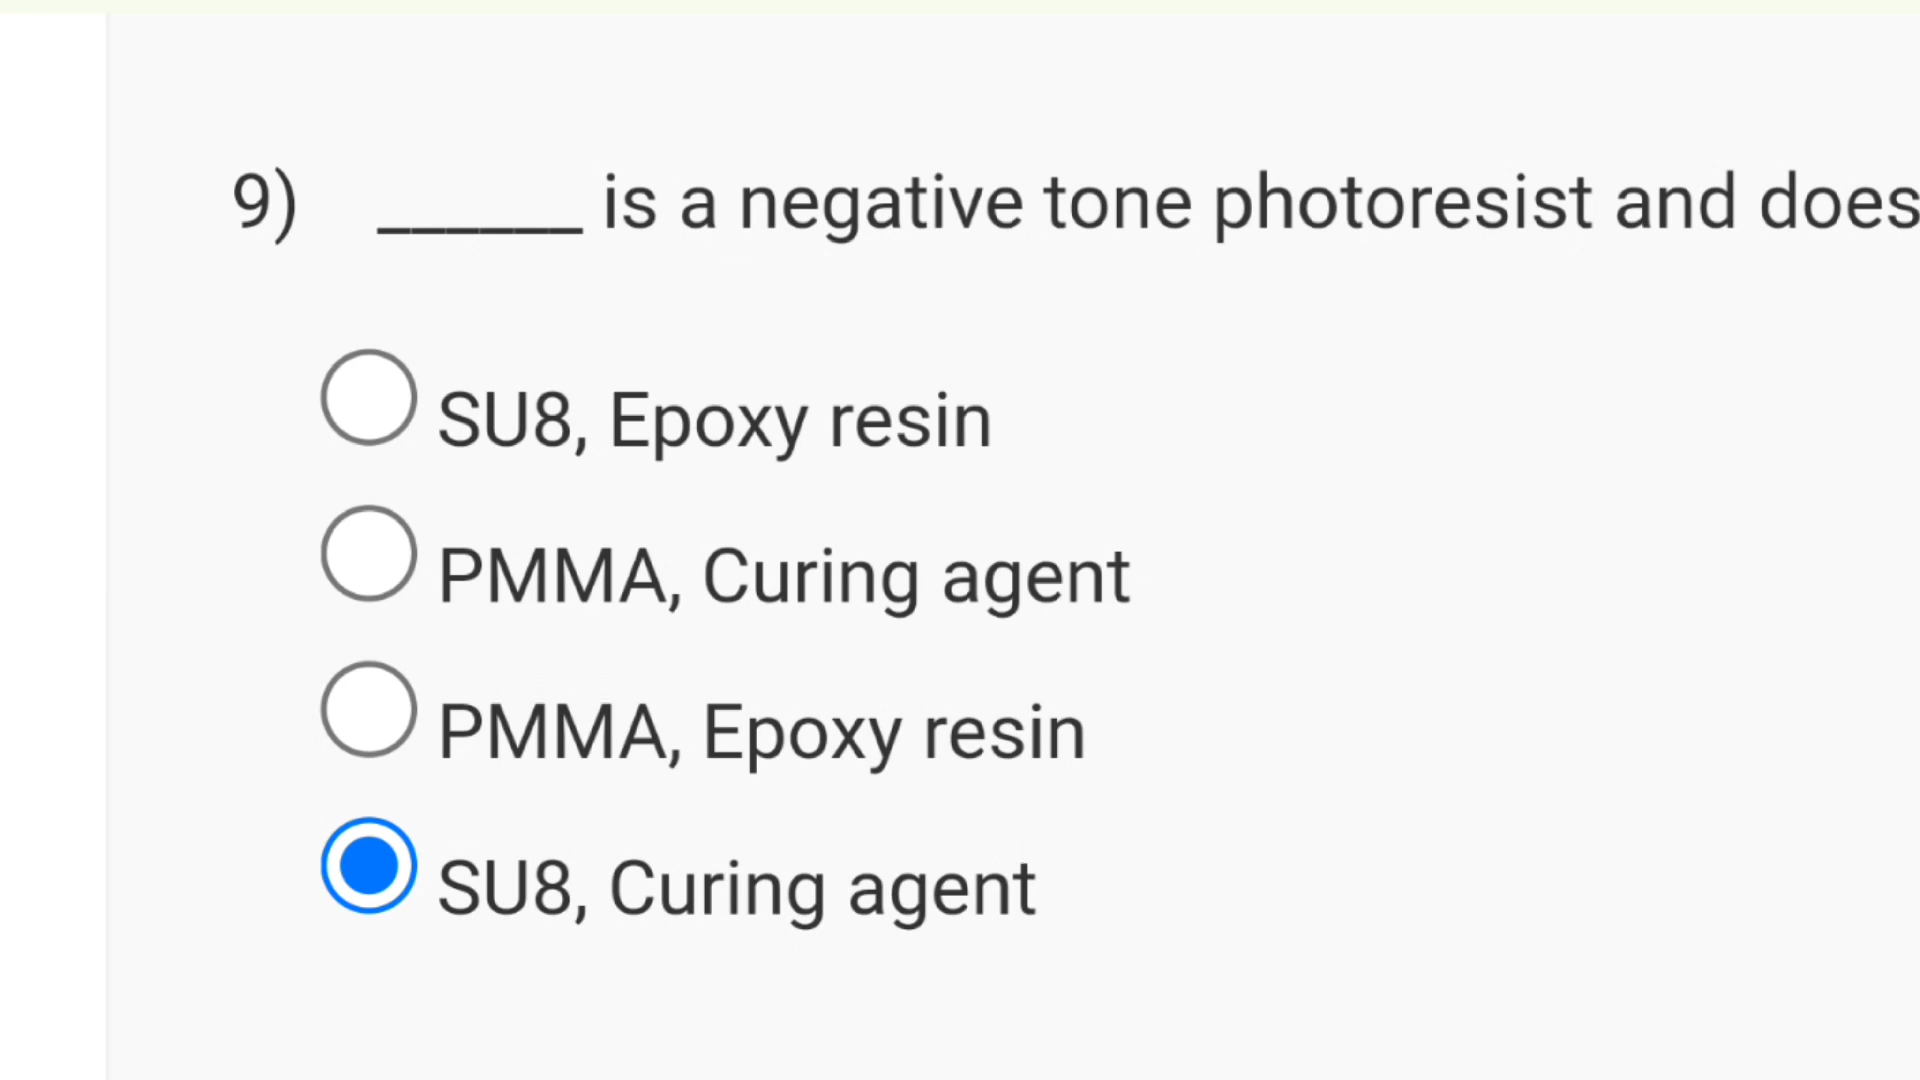 9) ______ is a negative tone photoresist and does
SU8, Epoxy resin
PMMA, Curing agent
PMMA, Epoxy resin
SU8, Curing agent